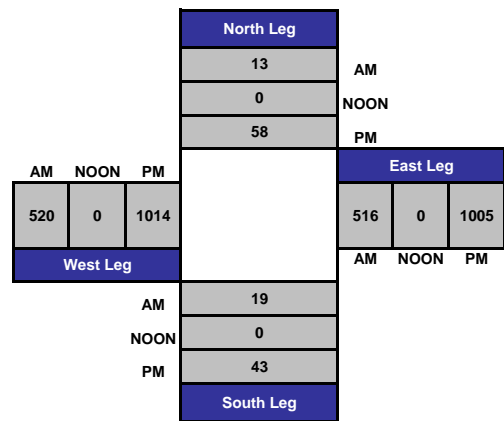 North Leg
13 AM
0 NOON
58 PM
AM NOON PM East Leg
520 0 1014 516 0 1005
West Leg AM NOON PM
AM 19
NOON 0
PM 43
South Leg